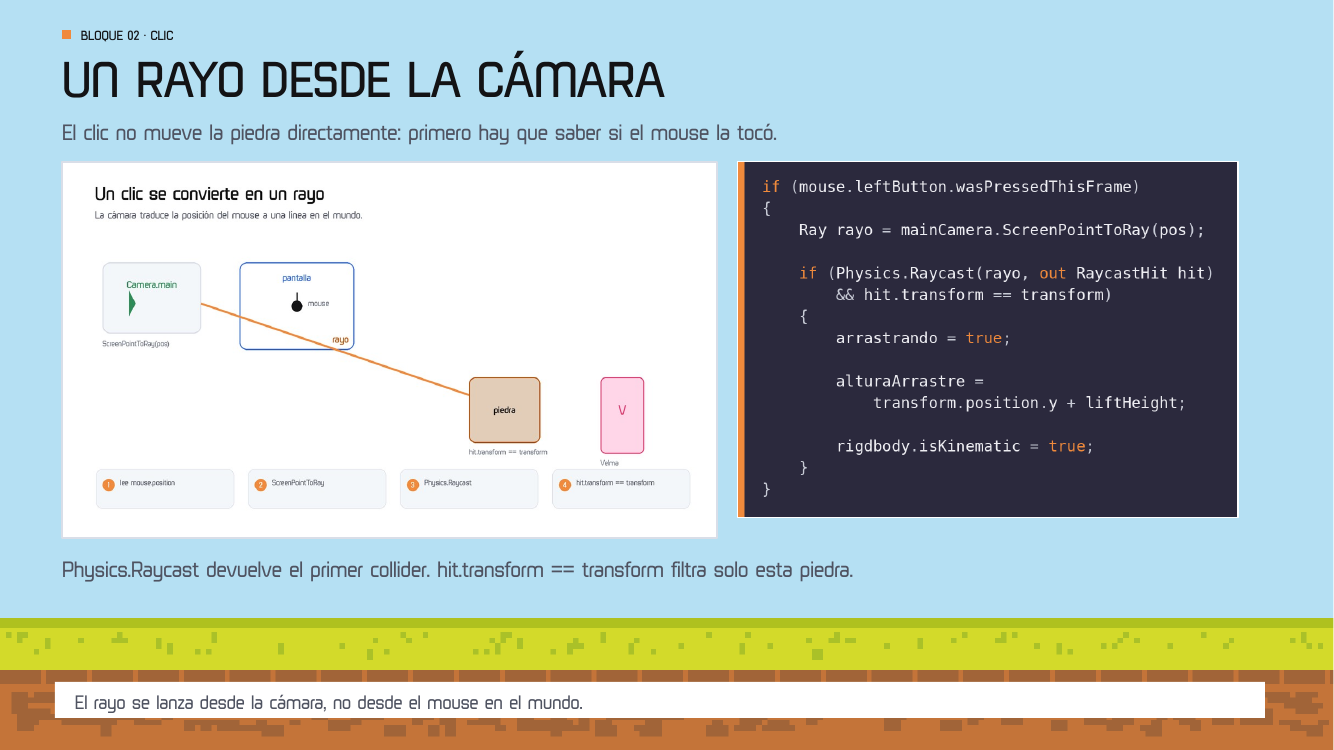 BLOQUE 02 · CLIC
UN RAYO DESDE LA CÁMARA
El clic no mueve la piedra directamente: primero hay que saber si el mouse la tocó.
Un clic se convierte en un rayo
La cámara traduce la posición del mouse a una línea en el mundo.
Camera.main
ScreenPointToRay(pos)
pantalla
mouse
rayo
piedra
hit.transform == transform
V
Velma
1 lee mouse.position
2 ScreenPointToRay
3 Physics.Raycast
4 hit.transform == transform
if (mouse.leftButton.wasPressedThisFrame)
{
    Ray rayo = mainCamera.ScreenPointToRay(pos);
    if (Physics.Raycast(rayo, out RaycastHit hit)
        && hit.transform == transform)
    {
        arrastrando = true;
        alturaArrastre =
            transform.position.y + liftHeight;
        rigdbody.isKinematic = true;
    }
}
Physics.Raycast devuelve el primer collider. hit.transform == transform filtra solo esta piedra.
El rayo se lanza desde la cámara, no desde el mouse en el mundo.